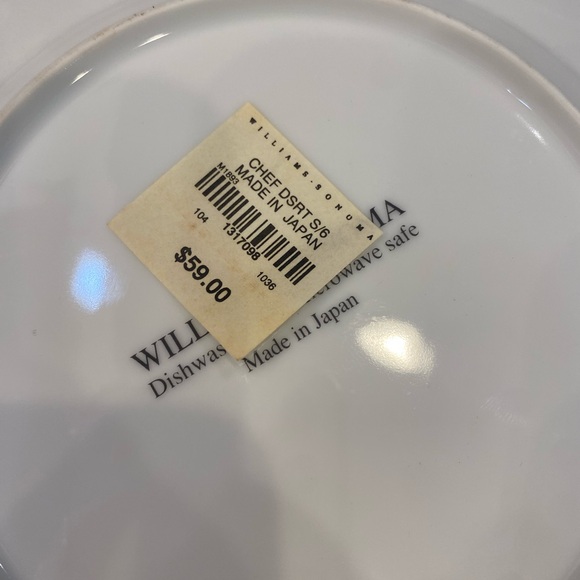 WILLIAMS-SONOMA
CHEF DSRT S/6
MADE IN JAPAN
M1893
104 1317098 1036
$59.00
WILL MA
Dishwas rowave safe
Made in Japan